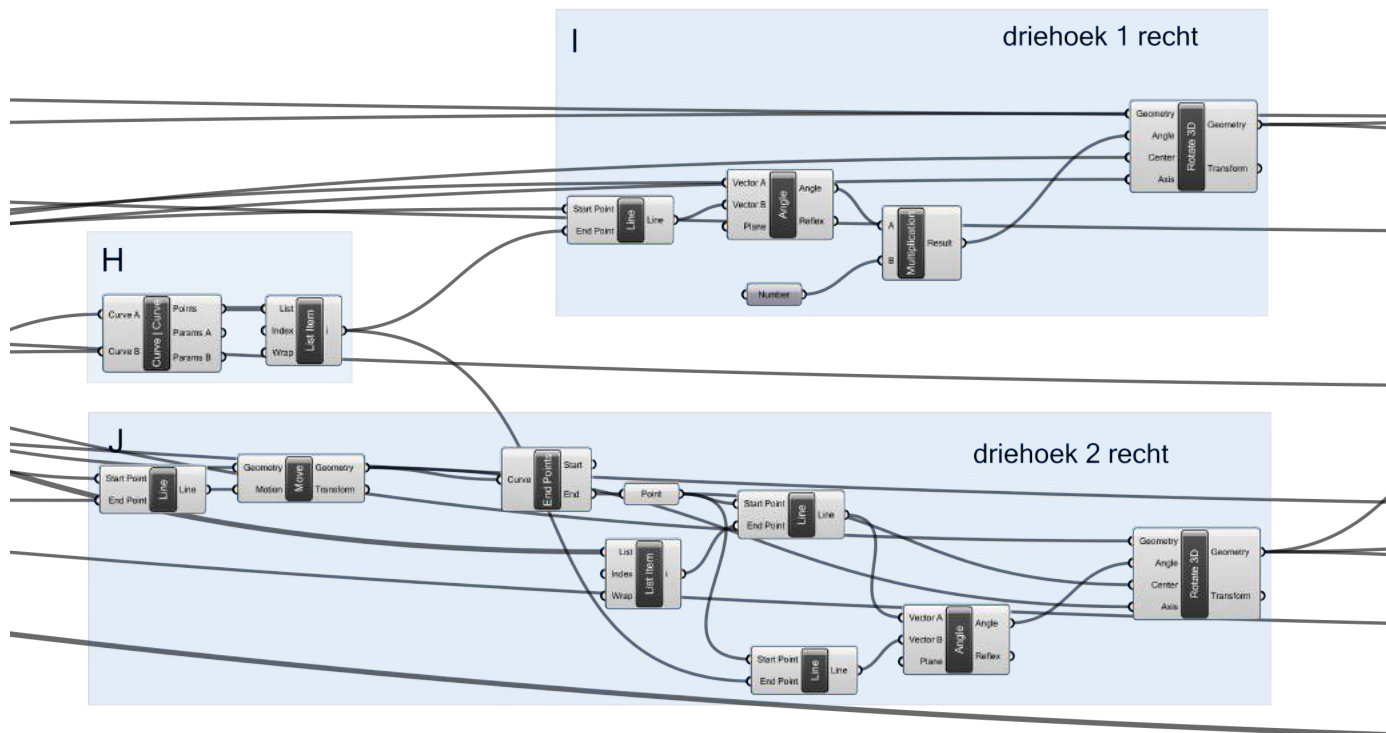 I
driehoek 1 recht
Geometry
Angle
Center
Axis
Rotate 3D
Geometry
Transform
Vector A
Vector B
Plane
Angle
Angle
Reflex
Start Point
End Point
Line
Line
A
B
Multiplication
Result
Number
H
Curve A
Curve B
Curve | Curve
Points
Params A
Params B
List
Index
Wrap
List Item
i
J
driehoek 2 recht
Start Point
End Point
Line
Line
Geometry
Motion
Move
Geometry
Transform
Curve
End Points
Start
End
Point
Start Point
End Point
Line
Line
List
Index
Wrap
List Item
i
Geometry
Angle
Center
Axis
Rotate 3D
Geometry
Transform
Vector A
Vector B
Plane
Angle
Angle
Reflex
Start Point
End Point
Line
Line